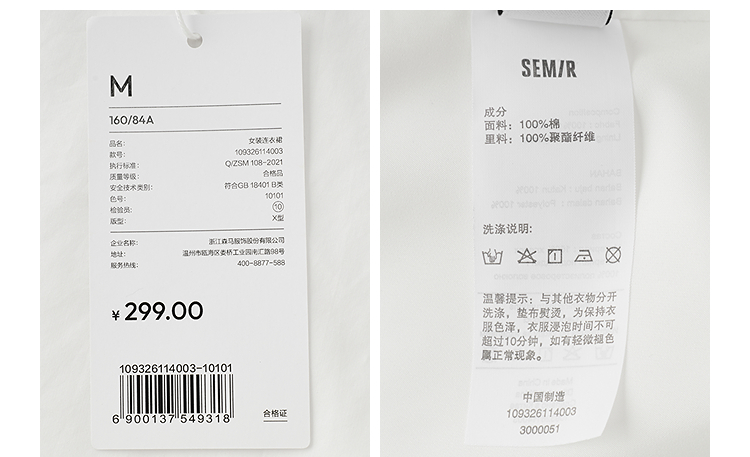 M
160/84A
品名: 女装连衣裙
款号: 109326114003
执行标准: Q/ZSM 108-2021
质量等级: 合格品
安全技术类别: 符合GB 18401 B类
色号: 10101
检验员: 10
版型: X型
企业名称: 浙江森马服饰股份有限公司
地址: 温州市瓯海区娄桥工业园南汇路98号
服务热线: 400-8877-588
¥ 299.00
109326114003-10101
6 900137 549318
合格证
SEMIR
成分
面料: 100%棉
里料: 100%聚酯纤维
洗涤说明:
温馨提示: 与其他衣物分开
洗涤, 垫布熨烫, 为保持衣
服色泽, 衣服浸泡时间不可
超过10分钟, 如有轻微褪色
属正常现象。
中国制造
109326114003
3000051